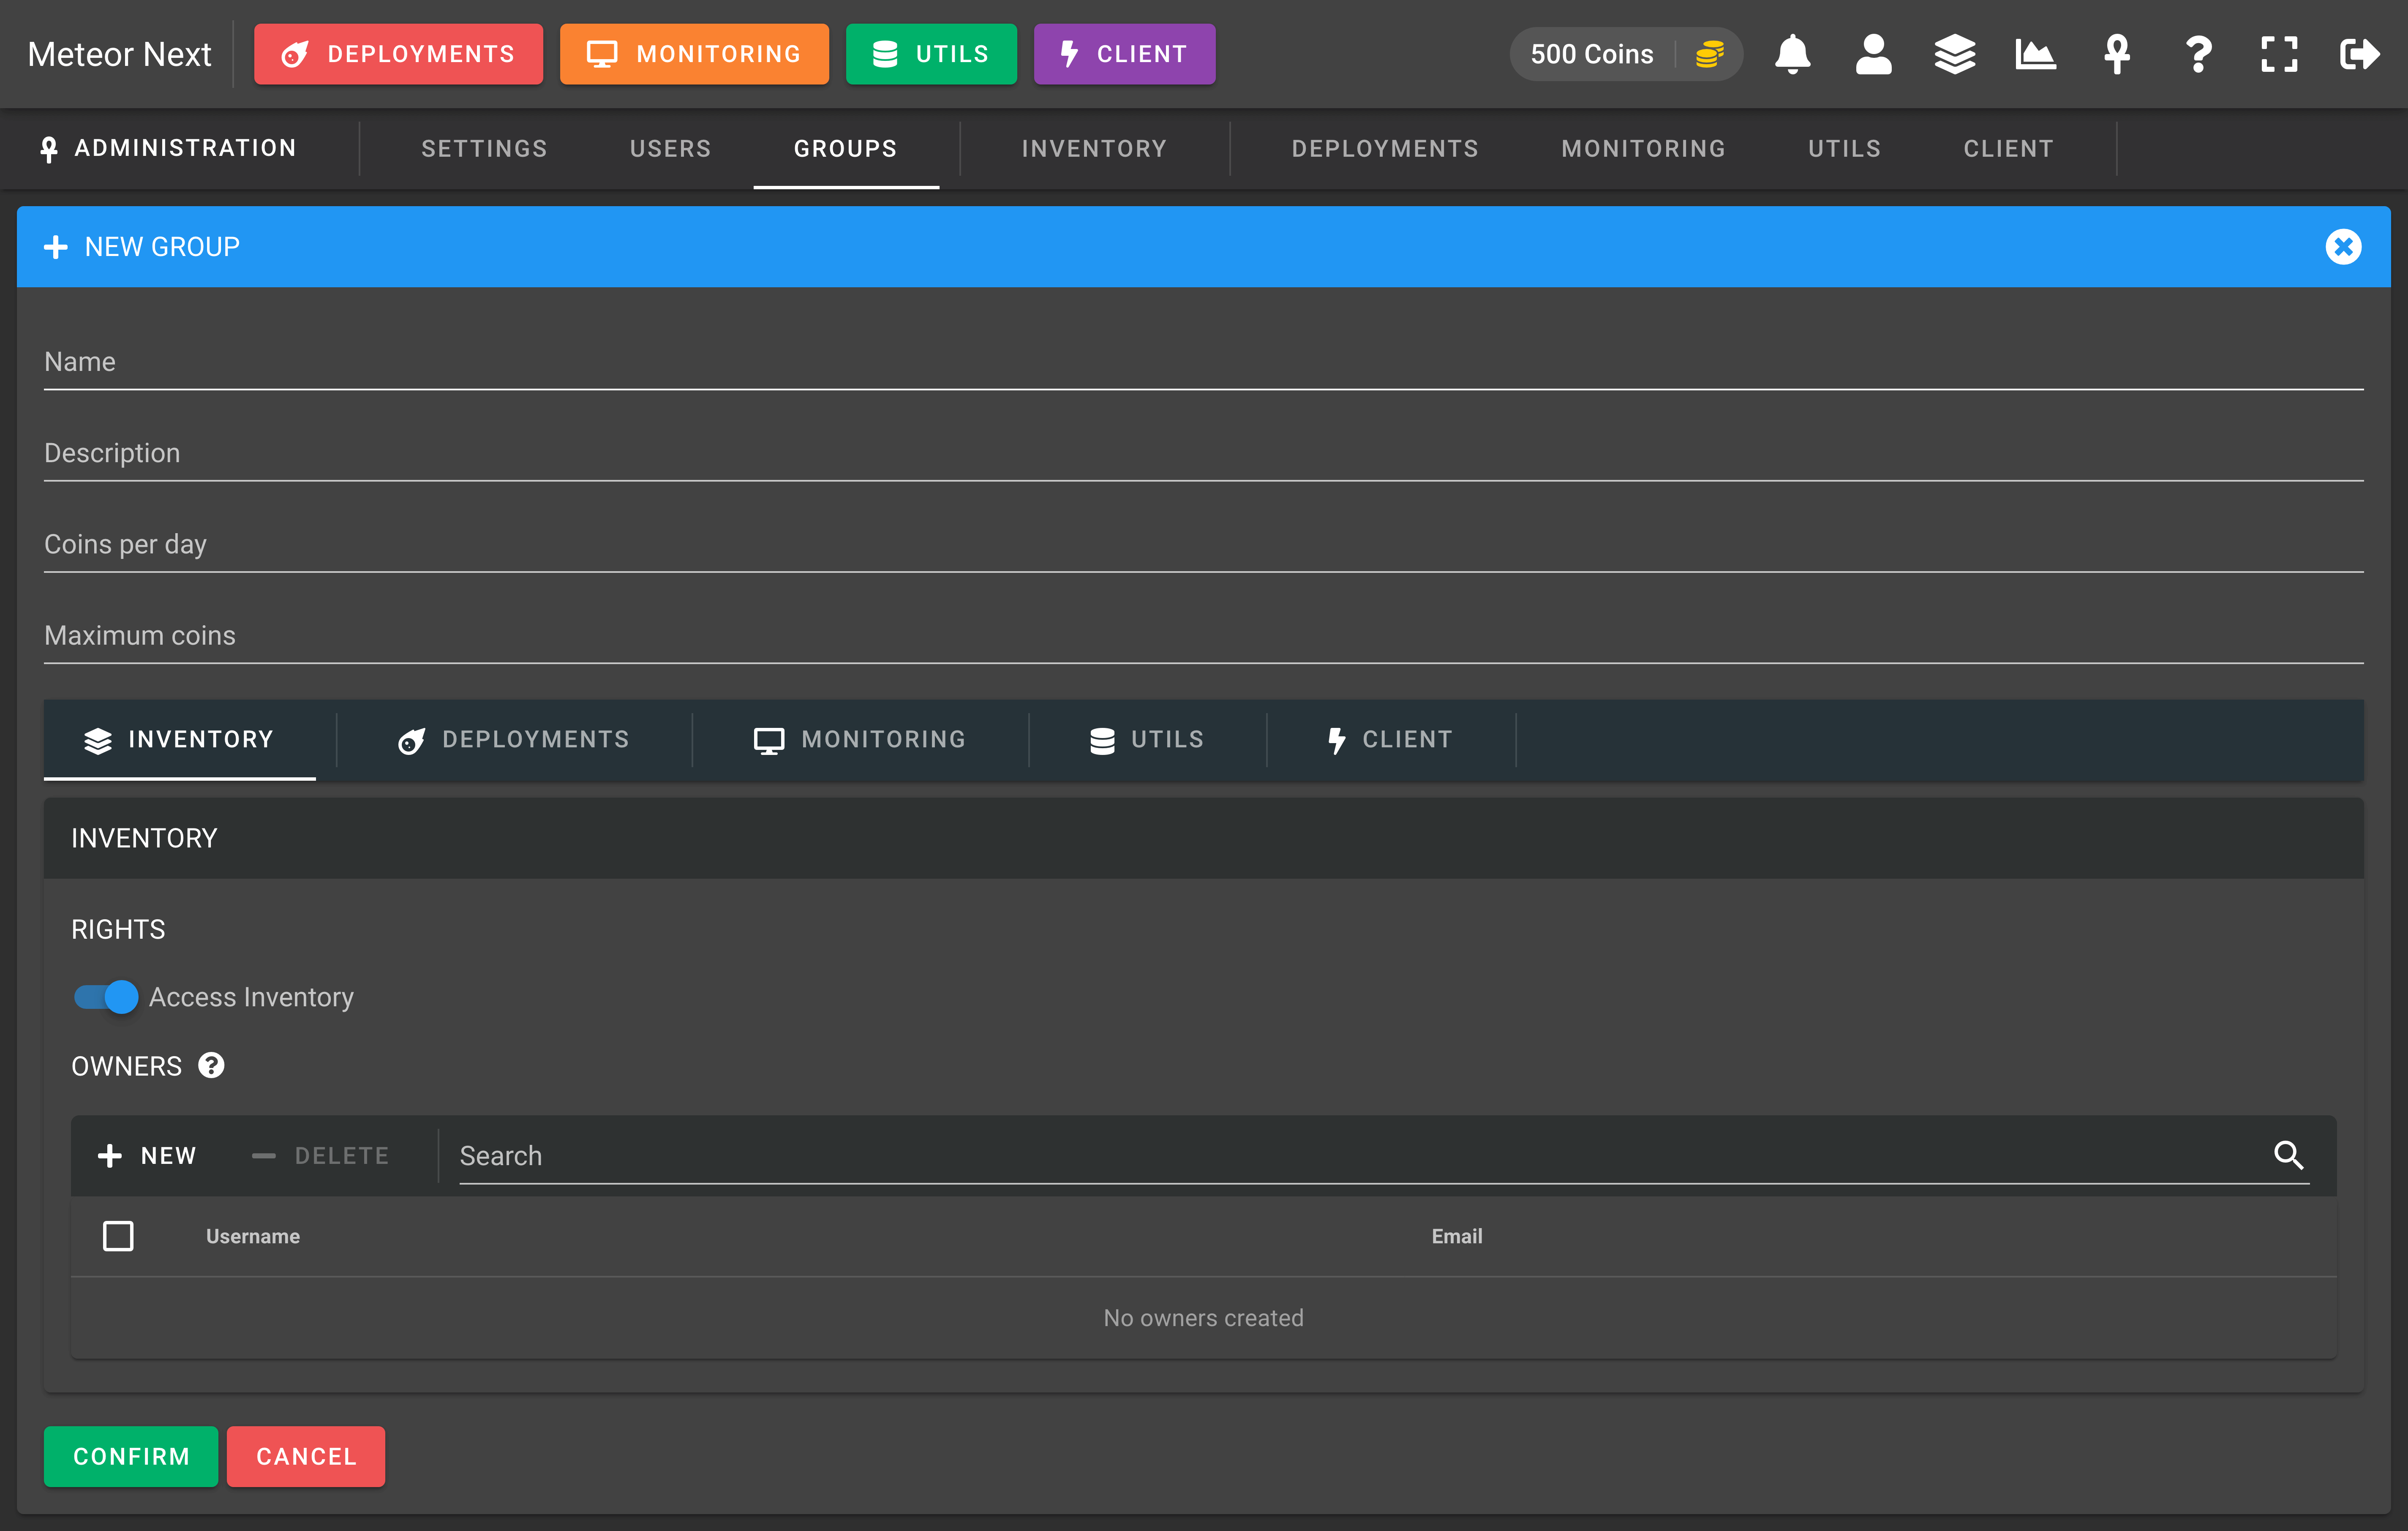 Meteor Next DEPLOYMENTS MONITORING UTILS CLIENT 500 Coins
ADMINISTRATION SETTINGS USERS GROUPS INVENTORY DEPLOYMENTS MONITORING UTILS CLIENT
NEW GROUP
Name
Description
Coins per day
Maximum coins
INVENTORY DEPLOYMENTS MONITORING UTILS CLIENT
INVENTORY
RIGHTS
Access Inventory
OWNERS
NEW DELETE Search
Username Email
No owners created
CONFIRM CANCEL